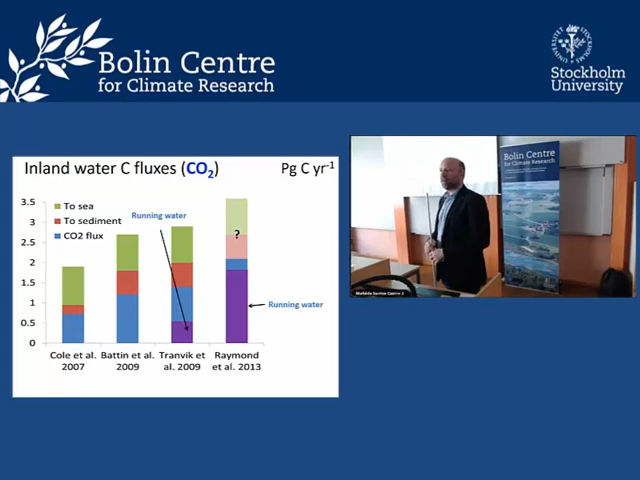 Bolin Centre
for Climate Research
Stockholm
University
Inland water C fluxes (CO2) Pg C yr-1
3.5
3
2.5
2
1.5
1
0.5
0
To sea
To sediment
CO2 flux
Running water
?
Running water
Cole et al.
2007
Battin et al.
2009
Tranvik et
al. 2009
Raymond
et al. 2013
Bolin Centre
for Climate Research